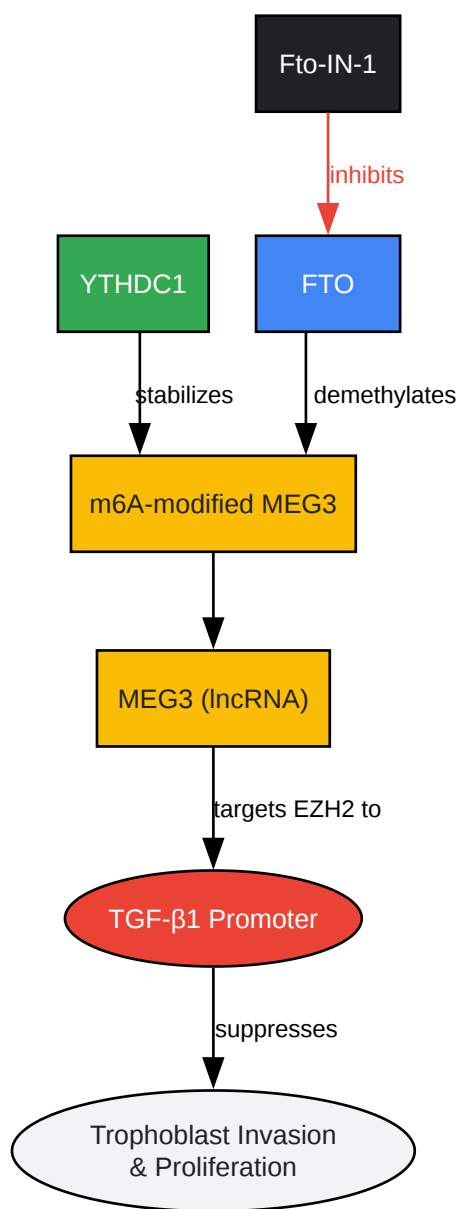 Fto-IN-1
inhibits
YTHDC1
FTO
stabilizes
demethylates
m6A-modified MEG3
MEG3 (lncRNA)
targets EZH2 to
TGF-β1 Promoter
suppresses
Trophoblast Invasion
& Proliferation